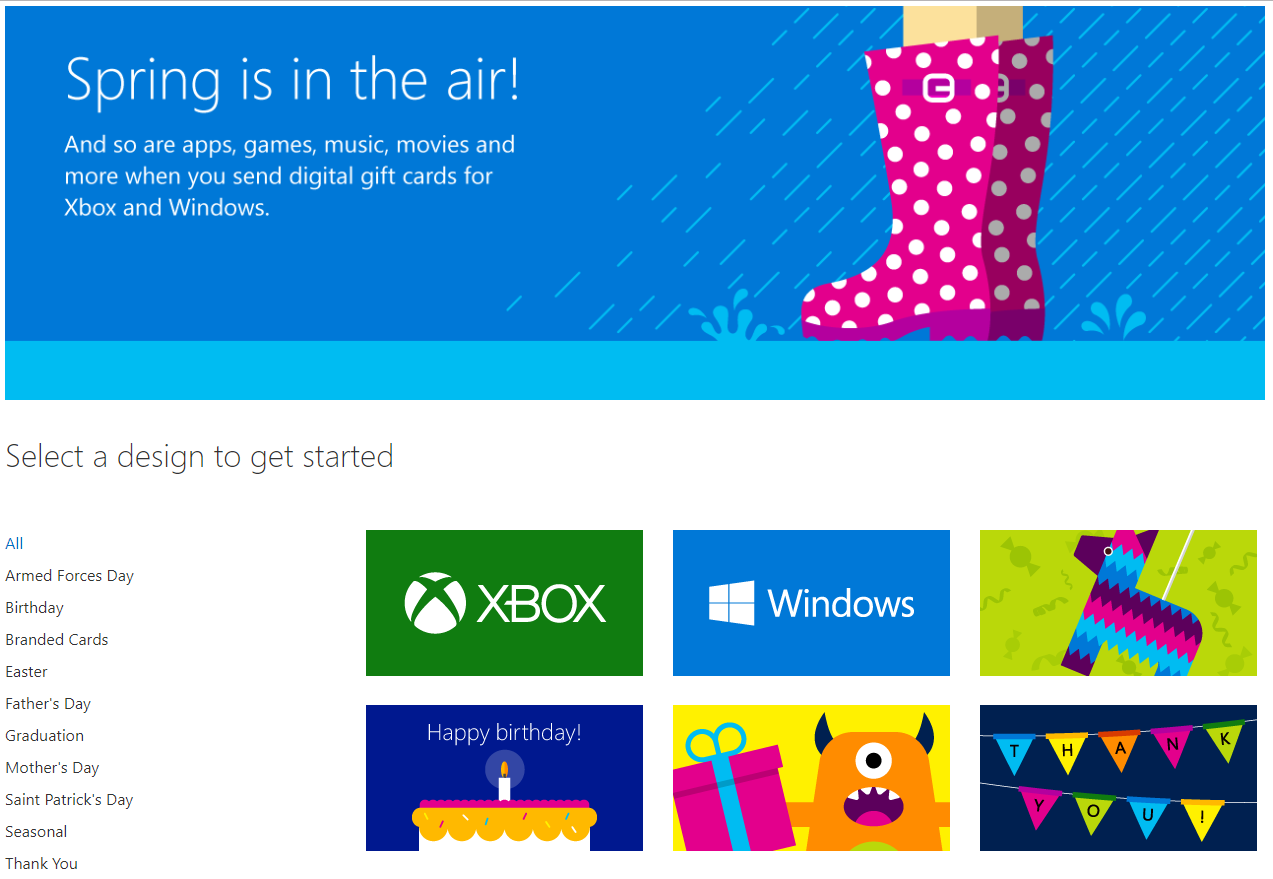 Spring is in the air!
And so are apps, games, music, movies and
more when you send digital gift cards for
Xbox and Windows.
Select a design to get started
All
Armed Forces Day
Birthday
Branded Cards
Easter
Father's Day
Graduation
Mother's Day
Saint Patrick's Day
Seasonal
Thank You
XBOX
Windows
Happy birthday!
THANK
YOU!